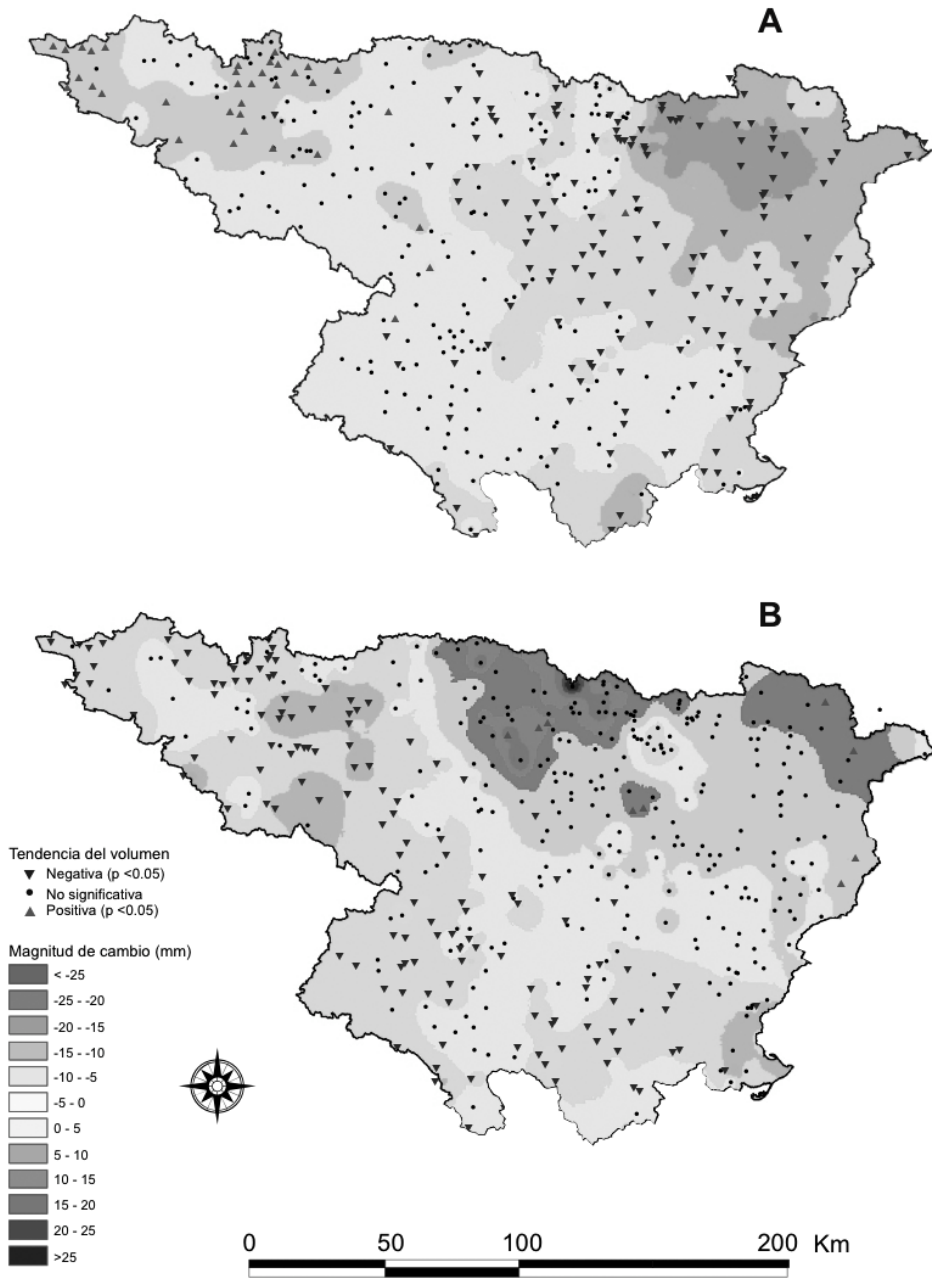 A
B
Tendencia del volumen
Negativa (p <0.05)
No significativa
Positiva (p <0.05)
Magnitud de cambio (mm)
< -25
-25 - -20
-20 - -15
-15 - -10
-10 - -5
-5 - 0
0 - 5
5 - 10
10 - 15
15 - 20
20 - 25
>25
0 50 100 200 Km